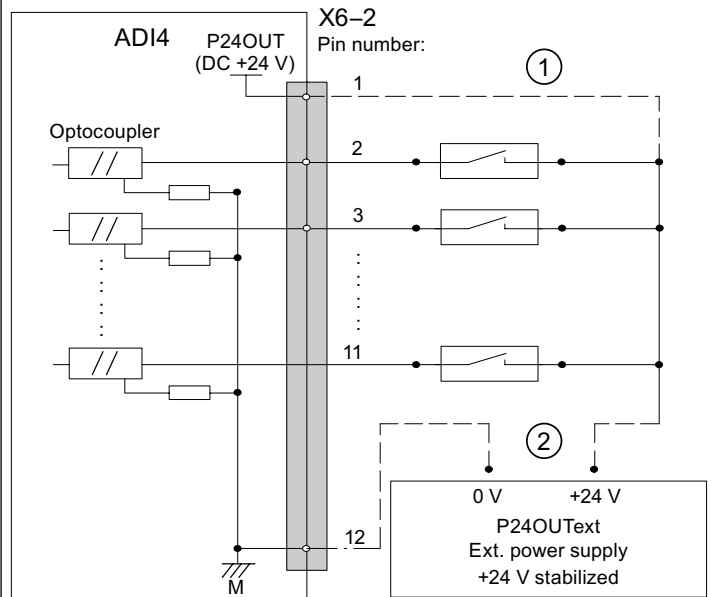 ADI4
X6–2
P24OUT
(DC +24 V)
Pin number:
1
1
Optocoupler
2
3
11
2
0 V
+24 V
12
P24OUText
Ext. power supply
+24 V stabilized
M